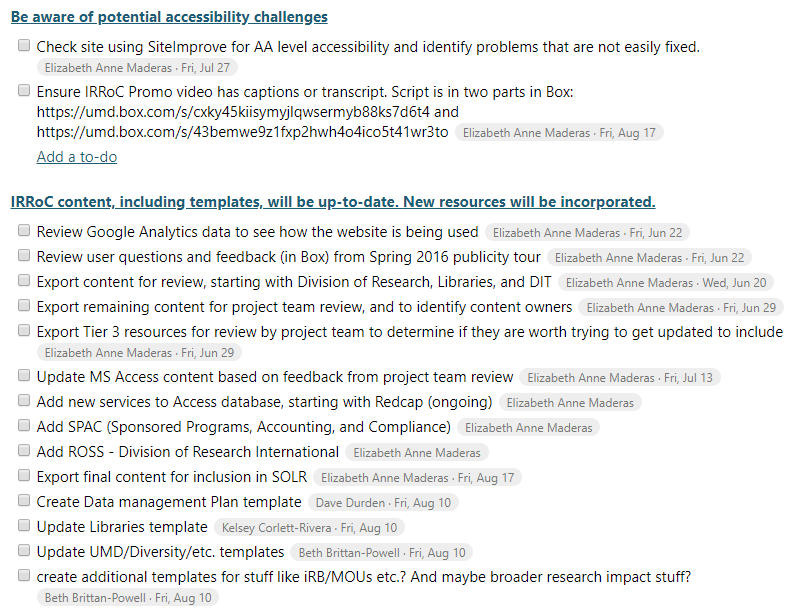 Be aware of potential accessibility challenges
Check site using SiteImprove for AA level accessibility and identify problems that are not easily fixed.
Elizabeth Anne Maderas · Fri, Jul 27
Ensure IRRoC Promo video has captions or transcript. Script is in two parts in Box:
https://umd.box.com/s/cxky45kiisymyjlqwsermyb88ks7d6t4 and
https://umd.box.com/s/43bemwe9z1fxp2hwh4o4ico5t41wr3to Elizabeth Anne Maderas · Fri, Aug 17
Add a to-do
IRRoC content, including templates, will be up-to-date. New resources will be incorporated.
Review Google Analytics data to see how the website is being used Elizabeth Anne Maderas · Fri, Jun 22
Review user questions and feedback (in Box) from Spring 2016 publicity tour Elizabeth Anne Maderas · Fri, Jun 22
Export content for review, starting with Division of Research, Libraries, and DIT Elizabeth Anne Maderas · Wed, Jun 20
Export remaining content for project team review, and to identify content owners Elizabeth Anne Maderas · Fri, Jun 29
Export Tier 3 resources for review by project team to determine if they are worth trying to get updated to include
Elizabeth Anne Maderas · Fri, Jun 29
Update MS Access content based on feedback from project team review Elizabeth Anne Maderas · Fri, Jul 13
Add new services to Access database, starting with Redcap (ongoing) Elizabeth Anne Maderas
Add SPAC (Sponsored Programs, Accounting, and Compliance) Elizabeth Anne Maderas
Add ROSS - Division of Research International Elizabeth Anne Maderas
Export final content for inclusion in SOLR Elizabeth Anne Maderas · Fri, Aug 17
Create Data management Plan template Dave Durden · Fri, Aug 10
Update Libraries template Kelsey Corlett-Rivera · Fri, Aug 10
Update UMD/Diversity/etc. templates Beth Brittan-Powell · Fri, Aug 10
create additional templates for stuff like iRB/MOUs etc.? And maybe broader research impact stuff?
Beth Brittan-Powell · Fri, Aug 10